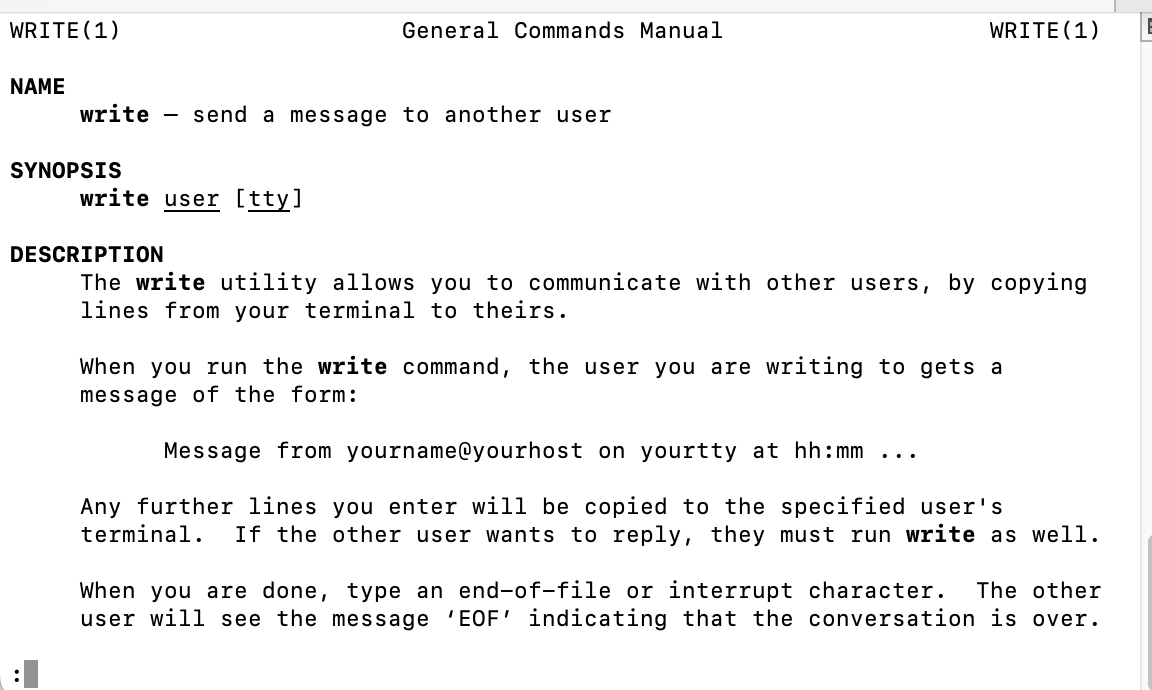 WRITE(1) General Commands Manual WRITE(1)
NAME
write – send a message to another user
SYNOPSIS
write user [tty]
DESCRIPTION
The write utility allows you to communicate with other users, by copying
lines from your terminal to theirs.
When you run the write command, the user you are writing to gets a
message of the form:
Message from yourname@yourhost on yourtty at hh:mm ...
Any further lines you enter will be copied to the specified user's
terminal.  If the other user wants to reply, they must run write as well.
When you are done, type an end–of–file or interrupt character.  The other
user will see the message ‘EOF’ indicating that the conversation is over.
: